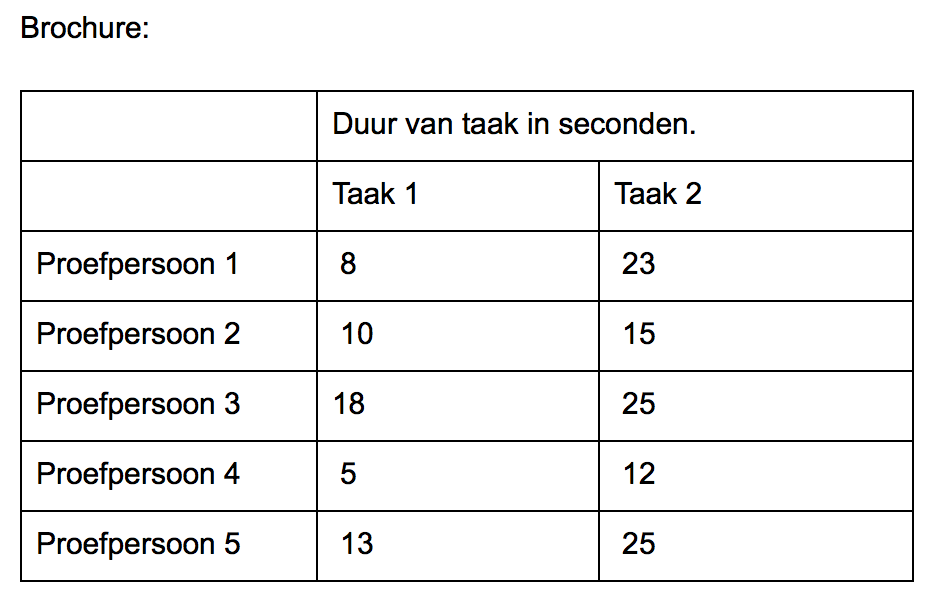 Brochure:
Duur van taak in seconden.
Taak 1 Taak 2
Proefpersoon 1 8 23
Proefpersoon 2 10 15
Proefpersoon 3 18 25
Proefpersoon 4 5 12
Proefpersoon 5 13 25